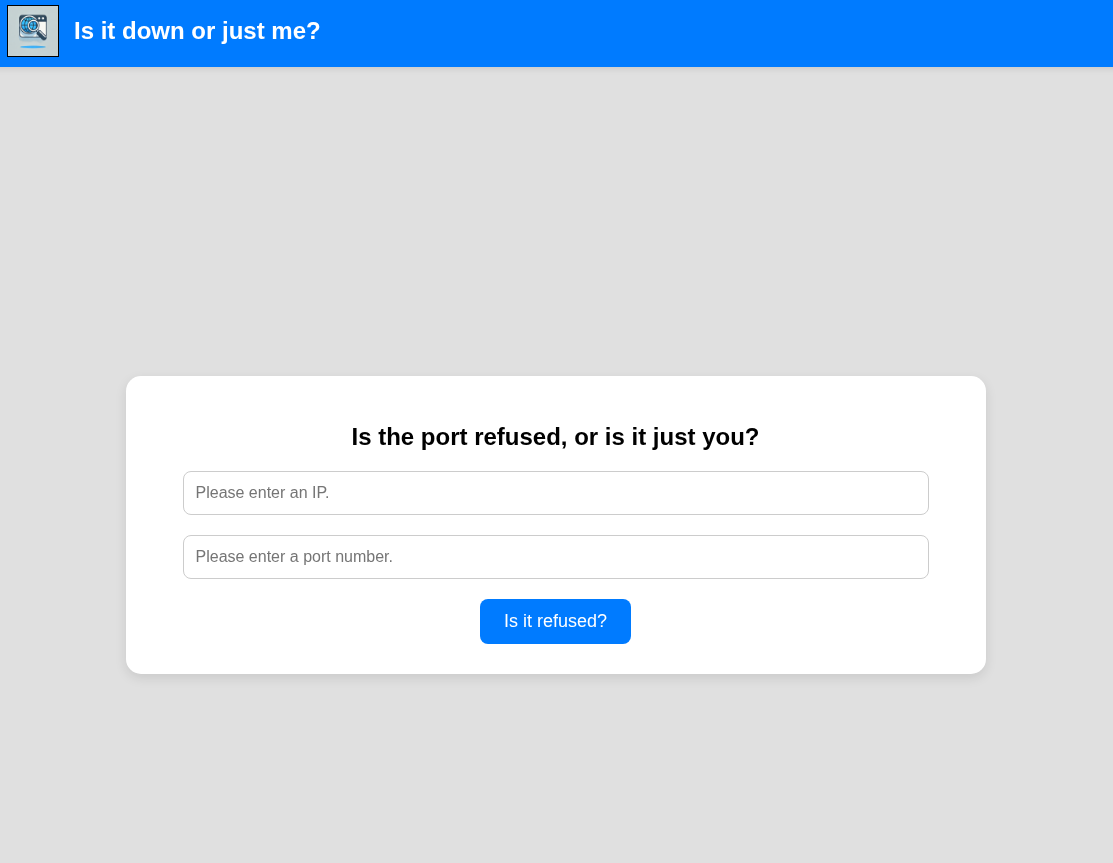 Is it down or just me?
Is the port refused, or is it just you?
Please enter an IP.
Please enter a port number.
Is it refused?